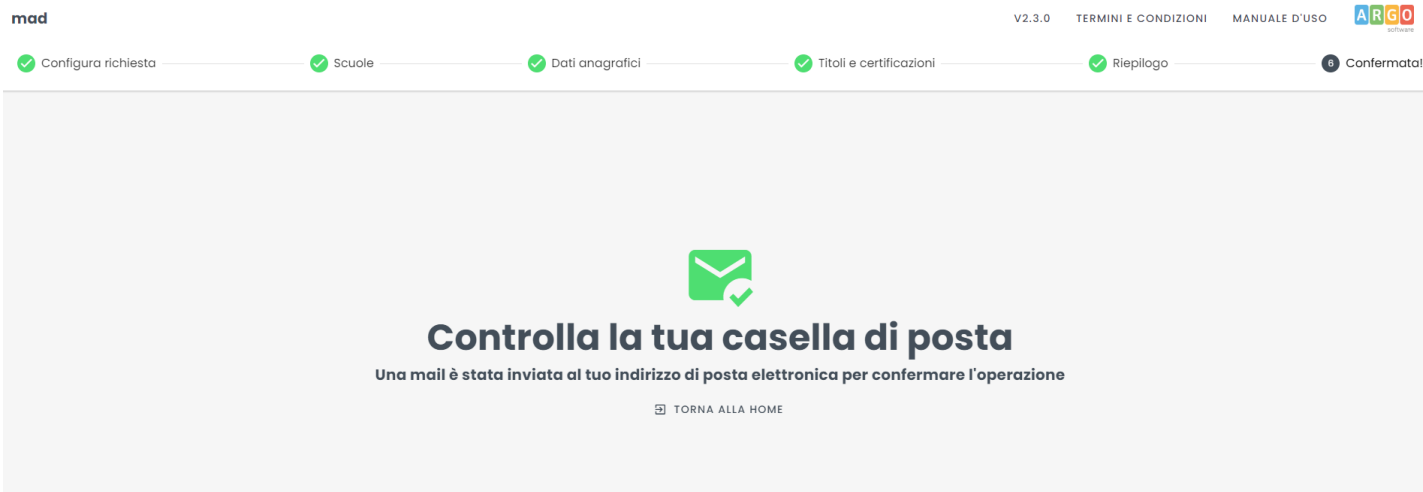 mad
V2.3.0 TERMINI E CONDIZIONI MANUALE D'USO ARGO
software
Configura richiesta Scuole Dati anagrafici Titoli e certificazioni Riepilogo 6 Confermata!
Controlla la tua casella di posta
Una mail è stata inviata al tuo indirizzo di posta elettronica per confermare l'operazione
TORNA ALLA HOME